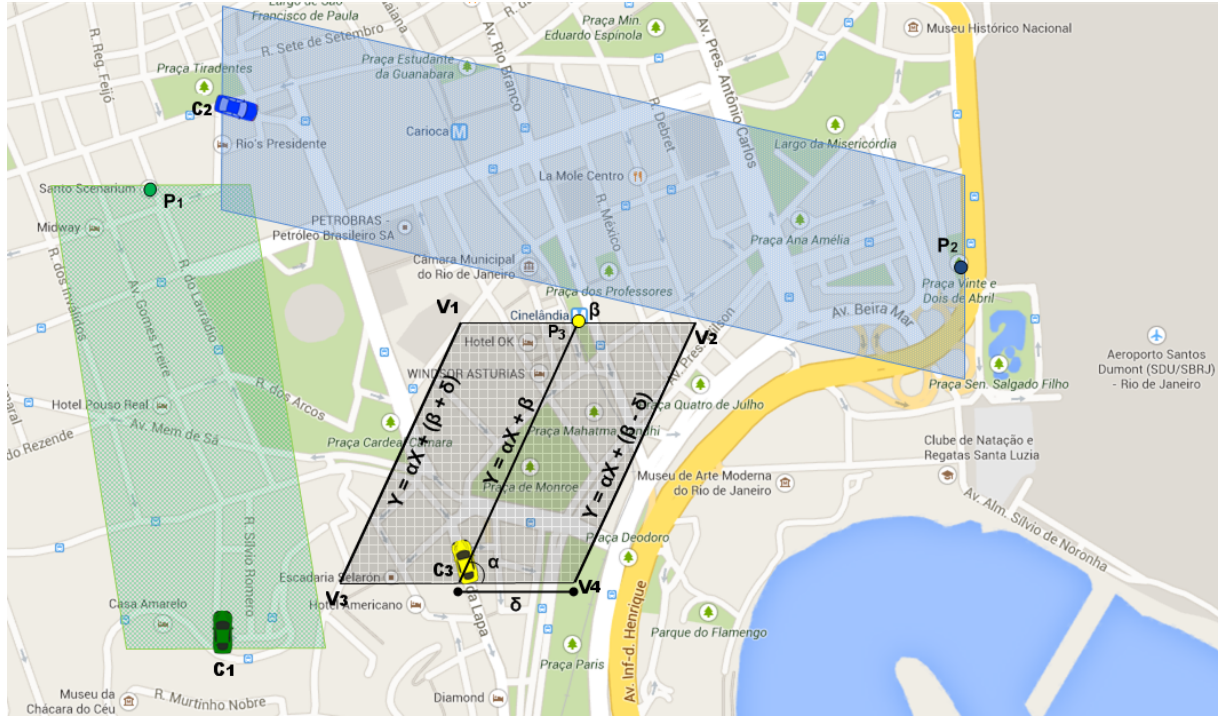 Largo de São
Francisco de Paula
R. Sete de Setembro
Praça Min.
Eduardo Espinola
Museu Histórico Nacional
R. Reg. Feijó
Praça Tiradentes
Praça Estudante
da Guanabara
Av. Rio Branco
Av. Pres. Antônio Carlos
C2
Carioca
M
R. Debret
Rio's Presidente
Largo da Misericórdia
La Mole Centro
Santo Scenarium
P1
R. México
Midway
PETROBRAS -
Petróleo Brasileiro SA
Praça Ana Amélia
P2
R. dos Inválidos
Av. Gomes Freire
R. do Lavradio
Câmara Municipal
do Rio de Janeiro
Praça dos Professores
Praça Vinte e
Dois de Abril
V1
Cinelândia
β
P3
V2
Av. Beira Mar
Hotel OK
Av. Pres. Wilson
Aeroporto Santos
Dumont (SDU/SBRJ)
- Rio de Janeiro
WINDSOR ASTURIAS
Praça Sen. Salgado Filho
R. dos Arcos
Hotel Pouso Real
Y = αX + (β + δ)
Y = αX + β
Y = αX + (β - δ)
Praça Quatro de Julho
Praça Mahatma Gandhi
Av. Mem de Sá
do Rezende
Praça Cardeal Câmara
Clube de Natação e
Regatas Santa Luzia
Praça de Monroe
Museu de Arte Moderna
do Rio de Janeiro
Av. Alm. Sílvio de Noronha
R. Silvio Romero
Praça Deodoro
C3
α
Escadaria Selarón
V3
V4
δ
Casa Amarelo
Hotel Americano
da Lapa
Av. Inf-d. Henrique
Parque do Flamengo
C1
Praça Paris
Museu da
Chácara do Céu
R. Murtinho Nobre
Diamond